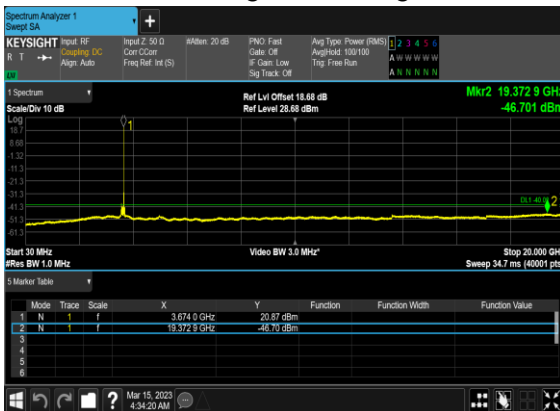 Spectrum Analyzer 1
Swept SA
KEYSIGHT Input: RF Input Z: 50 Ω #Atten: 20 dB PNO: Fast Avg Type: Power (RMS) 1 2 3 4 5 6
R T Coupling: DC Corr CCorr Gate: Off Avg|Hold: 100/100 A W W W W W
Align: Auto Freq Ref: Int (S) IF Gain: Low Trig: Free Run
Sig Track: Off A N N N N N
1 Spectrum Ref Lvl Offset 18.68 dB Mkr2 19.372 9 GHz
Scale/Div 10 dB Ref Level 28.68 dBm -46.701 dBm
Log
18.7
8.68
-1.32
-11.3
-21.3
-31.3
-41.3
-51.3
-61.3
1
2
Start 30 MHz Video BW 3.0 MHz* Stop 20.000 GHz
#Res BW 1.0 MHz Sweep 34.7 ms (40001 pts)
5 Marker Table
Mode Trace Scale X Y Function Function Width Function Value
1 N 1 f 3.674 0 GHz 20.87 dBm
2 N 1 f 19.372 9 GHz -46.70 dBm
3
4
5
6
? Mar 15, 2023
4:34:20 AM